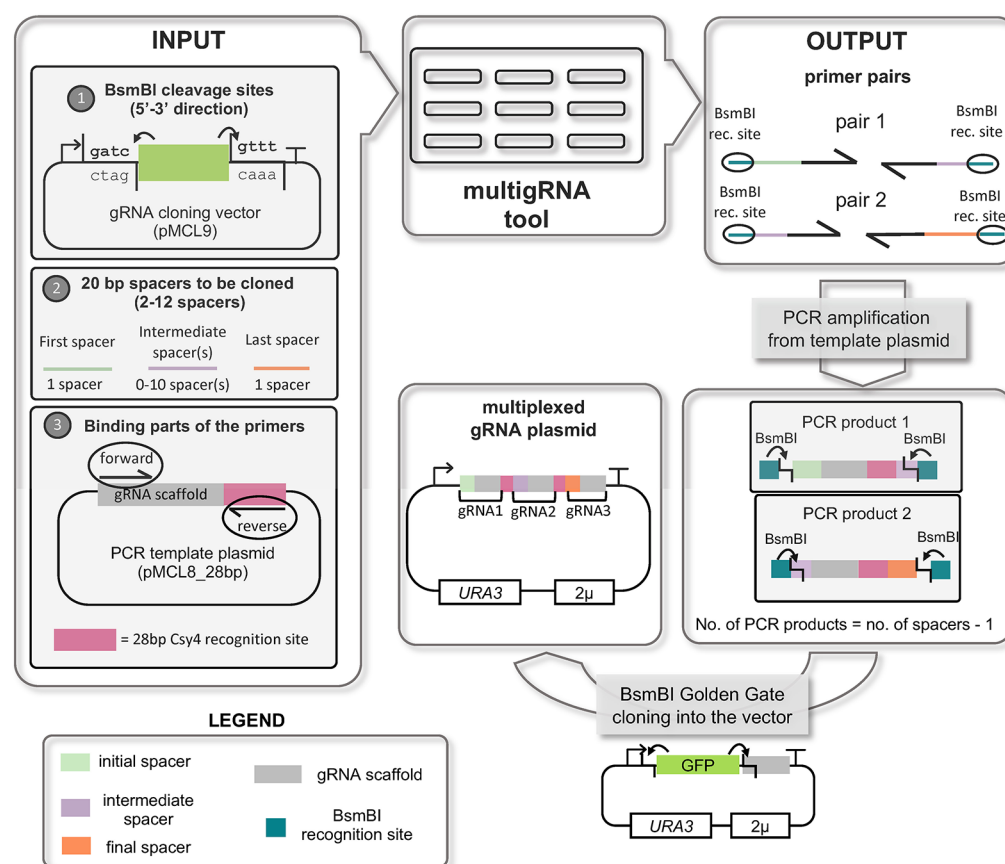 INPUT
1 BsmBI cleavage sites
(5'-3' direction)
gatc
gttt
ctag
caaa
gRNA cloning vector
(pMCL9)
2 20 bp spacers to be cloned
(2-12 spacers)
First spacer
Intermediate
spacer(s)
Last spacer
1 spacer
0-10 spacer(s)
1 spacer
3 Binding parts of the primers
forward
gRNA scaffold
reverse
PCR template plasmid
(pMCL8_28bp)
= 28bp Csy4 recognition site
multigRNA
tool
OUTPUT
primer pairs
BsmBI
rec. site
pair 1
BsmBI
rec. site
BsmBI
rec. site
pair 2
BsmBI
rec. site
PCR amplification
from template plasmid
PCR product 1
BsmBI
BsmBI
PCR product 2
BsmBI
BsmBI
No. of PCR products = no. of spacers - 1
BsmBI Golden Gate
cloning into the vector
GFP
URA3
2μ
multiplexed
gRNA plasmid
gRNA1
gRNA2
gRNA3
URA3
2μ
LEGEND
initial spacer
intermediate
spacer
final spacer
gRNA scaffold
BsmBI
recognition site